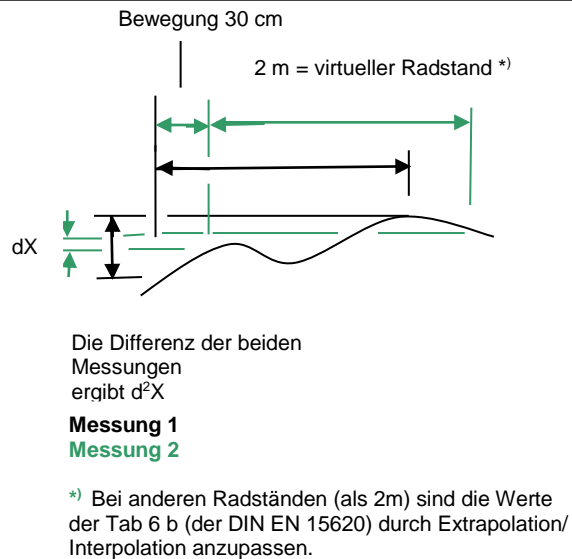 Bewegung 30 cm
2 m = virtueller Radstand *)
dX
Die Differenz der beiden
Messungen
ergibt d²X
Messung 1
Messung 2
*) Bei anderen Radständen (als 2m) sind die Werte
der Tab 6 b (der DIN EN 15620) durch Extrapolation/
Interpolation anzupassen.